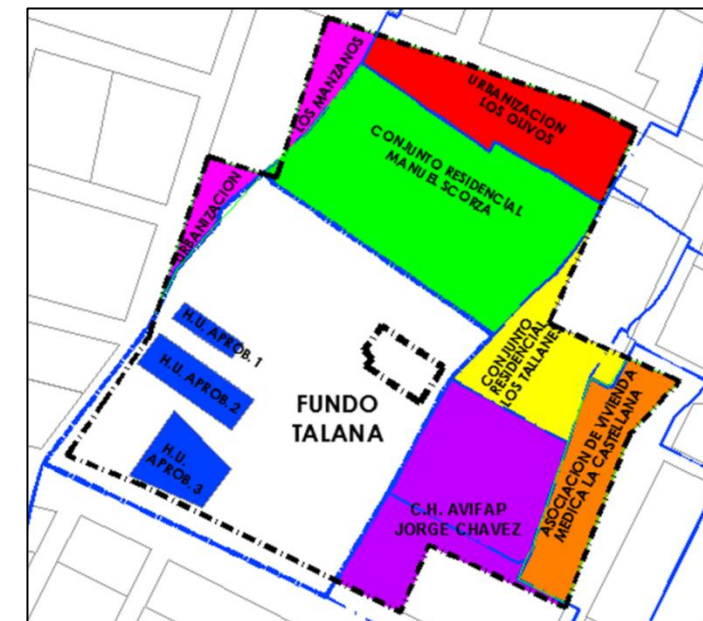 LOS MANZANOS
URBANIZACION
LOS OLIVOS
CONJUNTO RESIDENCIAL
MANUEL SCORZA
URBANIZACION
H.U. APROB. 1
H.U. APROB. 2
H.U.
APROB. 3
FUNDO
TALANA
CONJUNTO
RESIDENCIAL
LOS TALLANES
C.H. AVIFAP
JORGE CHAVEZ
ASOCIACION DE VIVIENDA
MEDICA LA CASTELLANA